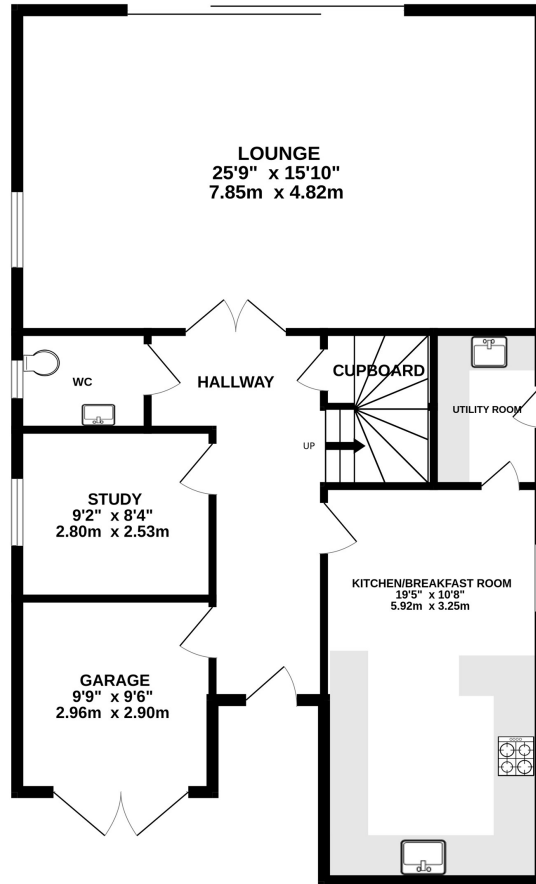 LOUNGE
25'9" x 15'10"
7.85m x 4.82m
WC
HALLWAY
CUPBOARD
UTILITY ROOM
UP
STUDY
9'2" x 8'4"
2.80m x 2.53m
KITCHEN/BREAKFAST ROOM
19'5" x 10'8"
5.92m x 3.25m
GARAGE
9'9" x 9'6"
2.96m x 2.90m